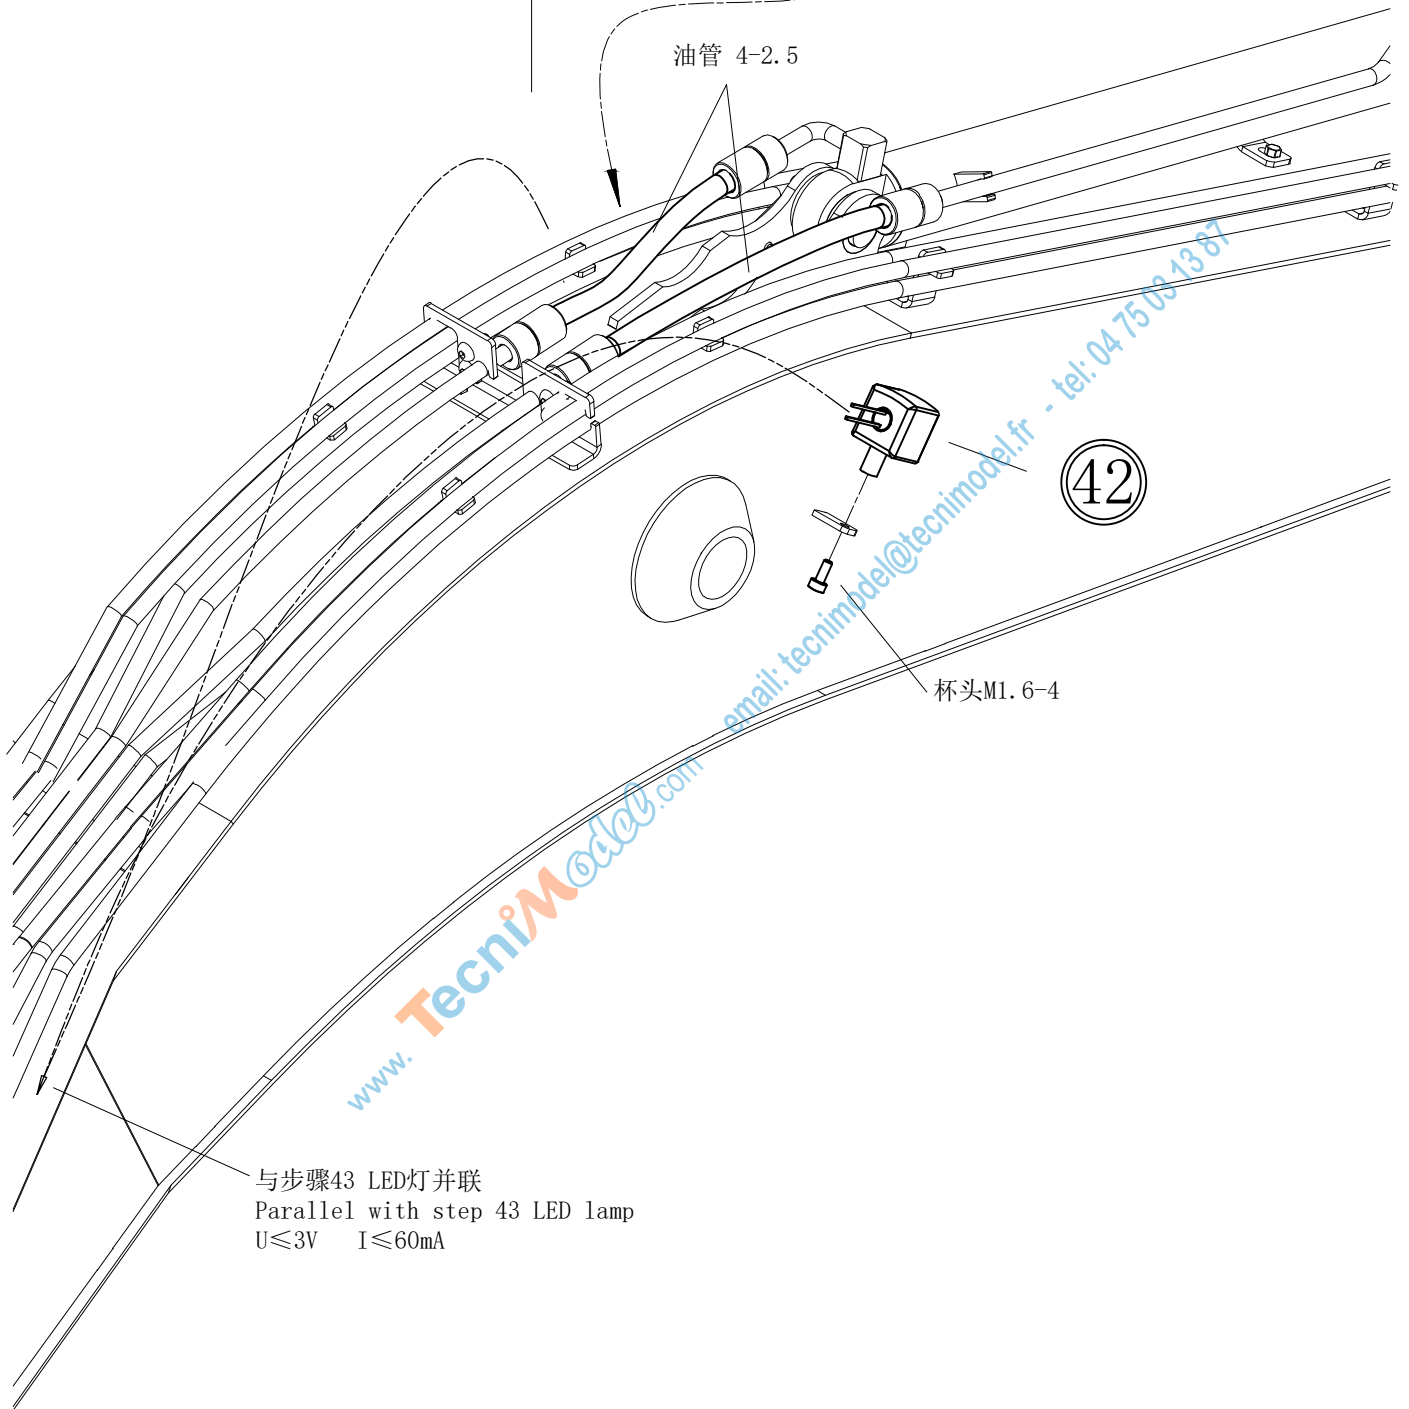 油管 4-2.5
42
杯头M1.6-4
www. TecniModel.com email: tecnimodel@tecnimodel.fr - tel: 04 75 03 13 87
与步骤43 LED灯并联
Parallel with step 43 LED lamp
U≤3V I≤60mA